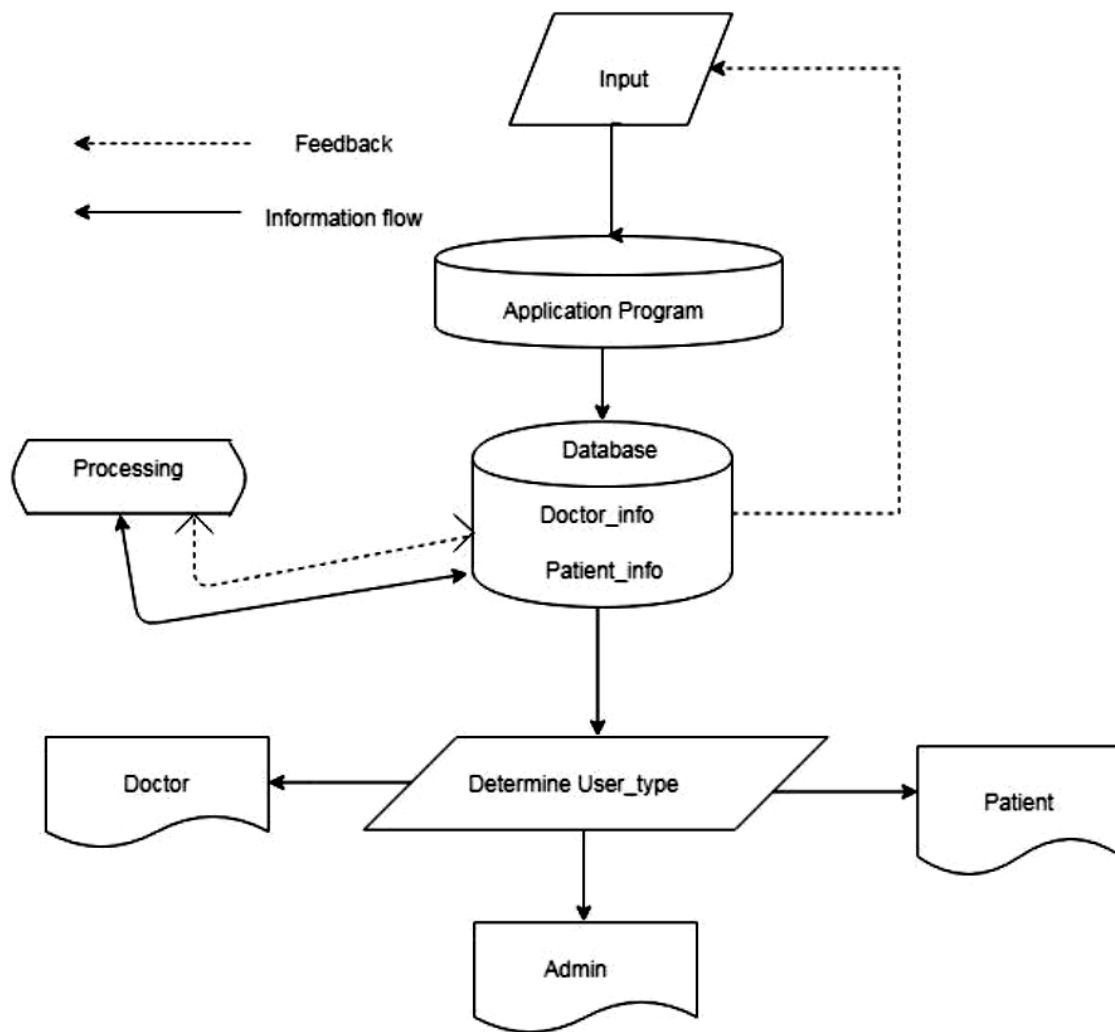 Input
Feedback
Information flow
Application Program
Database
Doctor_info
Patient_info
Processing
Determine User_type
Doctor
Patient
Admin